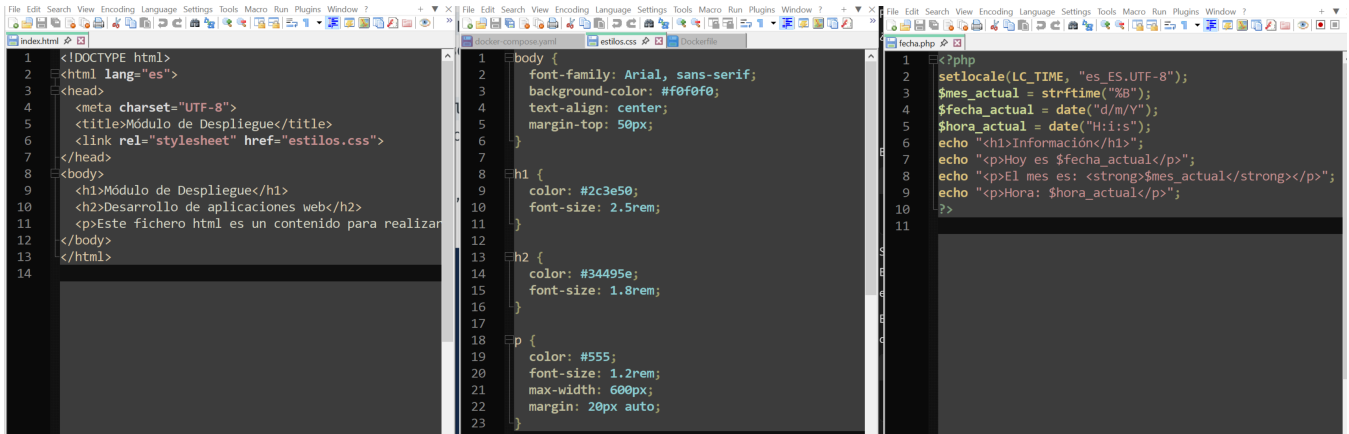 File Edit Search View Encoding Language Settings Tools Macro Run Plugins Window ?
index.html
1 <!DOCTYPE html>
2 <html lang="es">
3 <head>
4 <meta charset="UTF-8">
5 <title>Módulo de Despliegue</title>
6 <link rel="stylesheet" href="estilos.css">
7 </head>
8 <body>
9 <h1>Módulo de Despliegue</h1>
10 <h2>Desarrollo de aplicaciones web</h2>
11 <p>Este fichero html es un contenido para realizar
12 </body>
13 </html>
14
File Edit Search View Encoding Language Settings Tools Macro Run Plugins Window ?
docker-compose.yaml estilos.css Dockerfile
1 body {
2 font-family: Arial, sans-serif;
3 background-color: #f0f0f0;
4 text-align: center;
5 margin-top: 50px;
6 }
7
8 h1 {
9 color: #2c3e50;
10 font-size: 2.5rem;
11 }
12
13 h2 {
14 color: #34495e;
15 font-size: 1.8rem;
16 }
17
18 p {
19 color: #555;
20 font-size: 1.2rem;
21 max-width: 600px;
22 margin: 20px auto;
23 }
File Edit Search View Encoding Language Settings Tools Macro Run Plugins Window ?
fecha.php
1 <?php
2 setlocale(LC_TIME, "es_ES.UTF-8");
3 $mes_actual = strftime("%B");
4 $fecha_actual = date("d/m/Y");
5 $hora_actual = date("H:i:s");
6 echo "<h1>Información</h1>";
7 echo "<p>Hoy es $fecha_actual</p>";
8 echo "<p>El mes es: <strong>$mes_actual</strong></p>";
9 echo "<p>Hora: $hora_actual</p>";
10 ?>
11